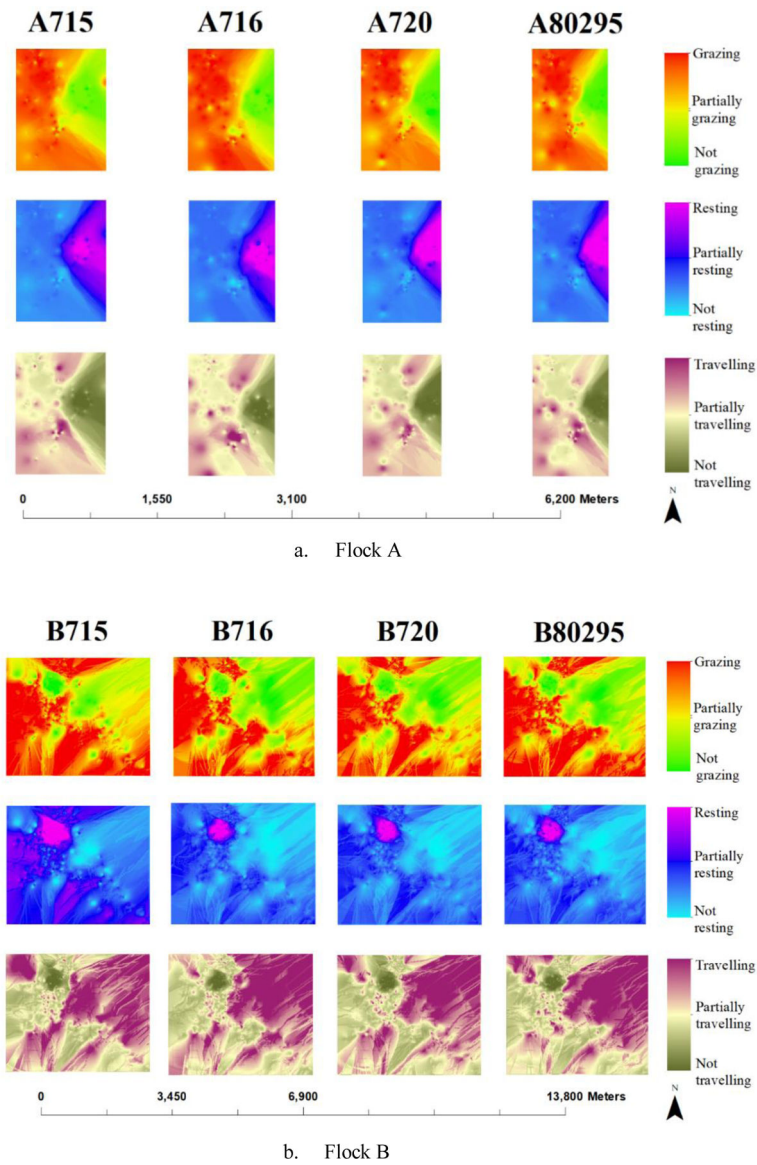 A715 A716 A720 A80295
Grazing
Partially
grazing
Not
grazing
Resting
Partially
resting
Not
resting
Travelling
Partially
travelling
Not
travelling
0 1,550 3,100 6,200 Meters
N
a. Flock A
B715 B716 B720 B80295
Grazing
Partially
grazing
Not
grazing
Resting
Partially
resting
Not
resting
Travelling
Partially
travelling
Not
travelling
0 3,450 6,900 13,800 Meters
N
b. Flock B